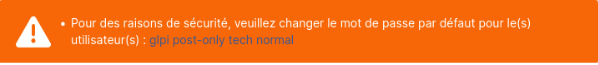 • Pour des raisons de sécurité, veuillez changer le mot de passe par défaut pour le(s)
utilisateur(s) : glpi post-only tech normal